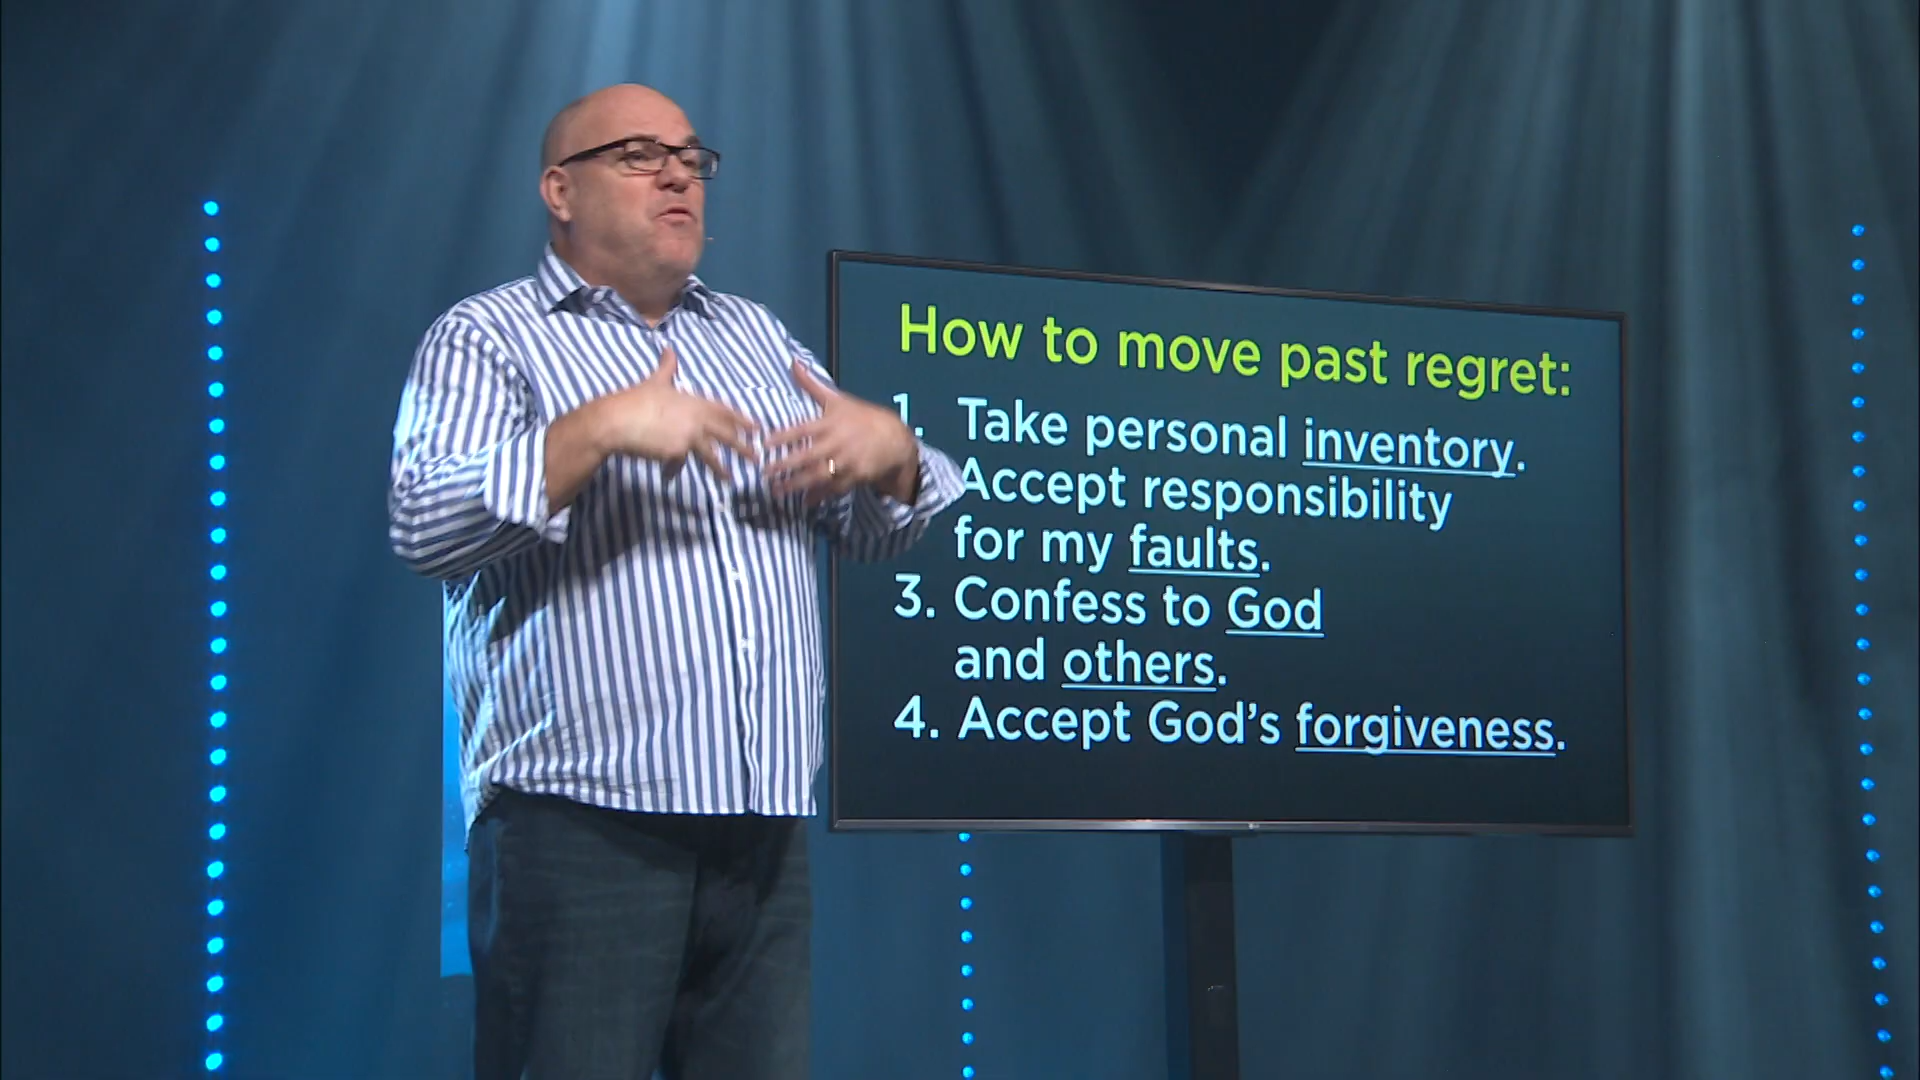 How to move past regret:
1. Take personal inventory.
Accept responsibility
for my faults.
3. Confess to God
and others.
4. Accept God's forgiveness.